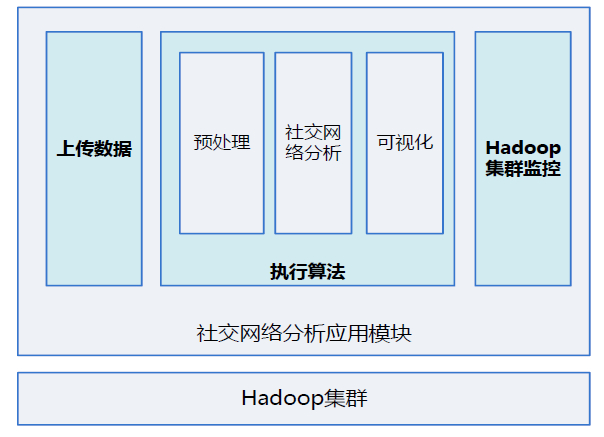 上传数据
预处理
社交网
络分析
可视化
执行算法
Hadoop
集群监控
社交网络分析应用模块
Hadoop集群